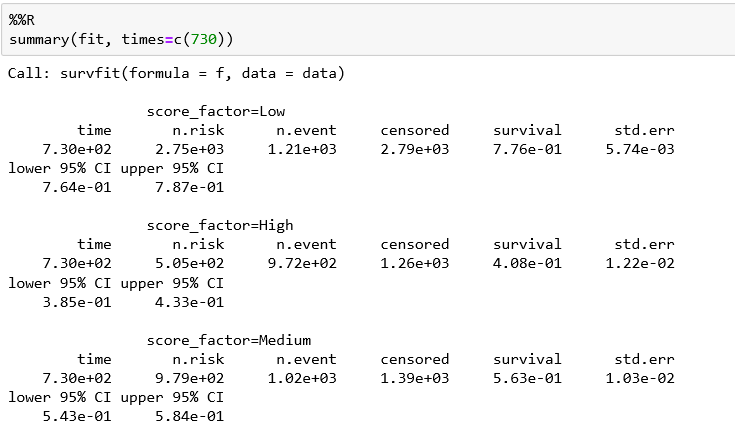 %%R
summary(fit, times=c(730))
Call: survfit(formula = f, data = data)
score_factor=Low
time n.risk n.event censored survival std.err
7.30e+02 2.75e+03 1.21e+03 2.79e+03 7.76e-01 5.74e-03
lower 95% CI upper 95% CI
7.64e-01 7.87e-01
score_factor=High
time n.risk n.event censored survival std.err
7.30e+02 5.05e+02 9.72e+02 1.26e+03 4.08e-01 1.22e-02
lower 95% CI upper 95% CI
3.85e-01 4.33e-01
score_factor=Medium
time n.risk n.event censored survival std.err
7.30e+02 9.79e+02 1.02e+03 1.39e+03 5.63e-01 1.03e-02
lower 95% CI upper 95% CI
5.43e-01 5.84e-01